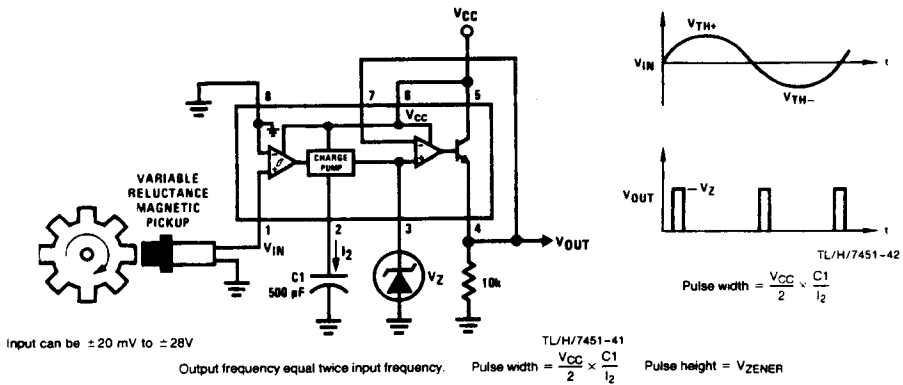 VCC
8
7
6
5
VCC
CHARGE
PUMP
VARIABLE
RELUCTANCE
MAGNETIC
PICKUP
1
2
3
4
VIN
I2
C1
500 pF
VZ
10k
VOUT
VTH+
VIN
t
VTH−
VOUT
−VZ
t
TL/H/7451-42
Pulse width = VCC/2 × C1/I2
Input can be ±20 mV to ±28V
TL/H/7451-41
Output frequency equal twice input frequency. Pulse width = VCC/2 × C1/I2 Pulse height = VZENER